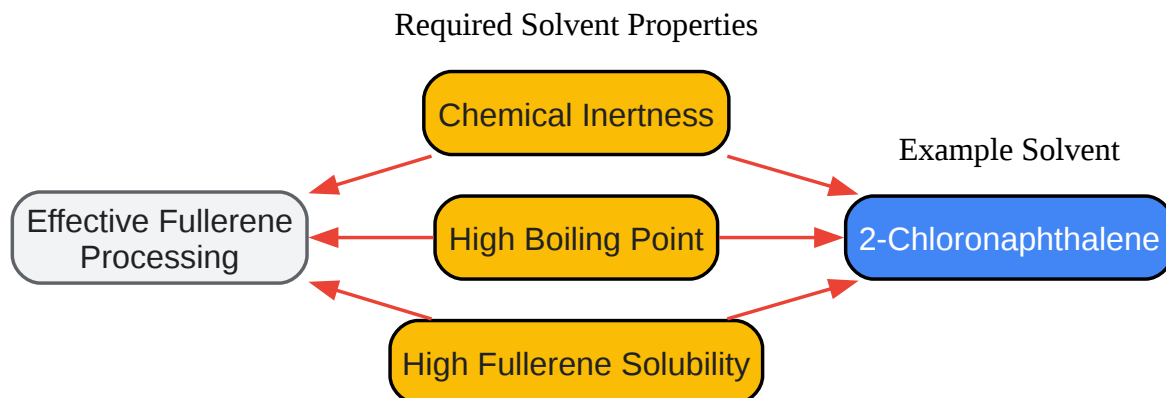 Required Solvent Properties
Chemical Inertness
Example Solvent
Effective Fullerene
Processing
High Boiling Point
2-Chloronaphthalene
High Fullerene Solubility